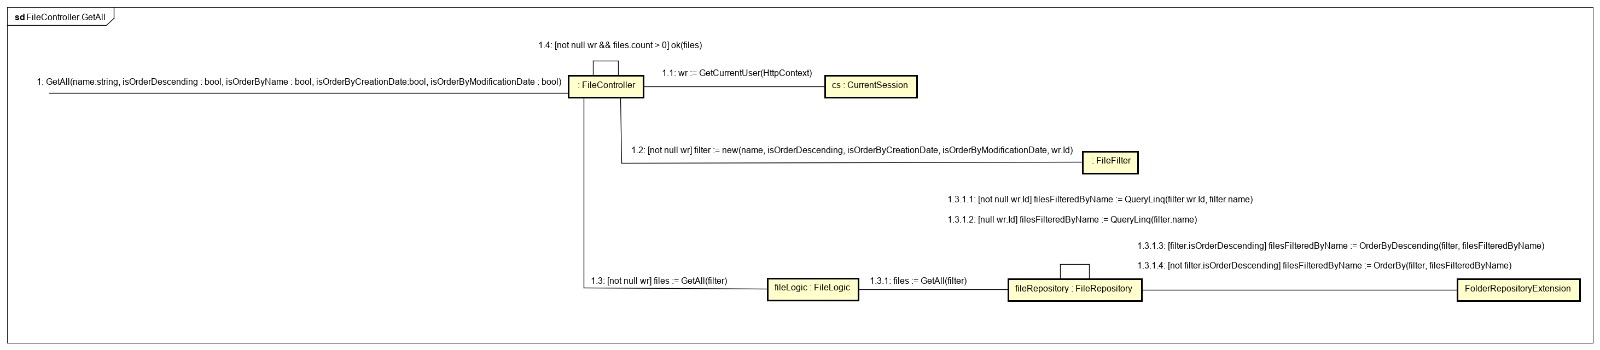 sd FileController.GetAll
1.4: [not null wr && files.count > 0] ok(files)
1: GetAll(name:string, isOrderDescending : bool, isOrderByName : bool, isOrderByCreationDate:bool, isOrderByModificationDate : bool)
: FileController
1.1: wr := GetCurrentUser(HttpContext)
cs : CurrentSession
1.2: [not null wr] filter := new(name, isOrderDescending, isOrderByCreationDate, isOrderByModificationDate, wr.Id)
: FileFilter
1.3.1.1: [not null wr.Id] filesFilteredByName := QueryLinq(filter.wr.Id, filter.name)
1.3.1.2: [null wr.Id] filesFilteredByName := QueryLinq(filter.name)
1.3.1.3: [filter.isOrderDescending] filesFilteredByName := OrderByDescending(filter, filesFilteredByName)
1.3.1.4: [not filter.isOrderDescending] filesFilteredByName := OrderBy(filter, filesFilteredByName)
1.3: [not null wr] files := GetAll(filter)
fileLogic : FileLogic
1.3.1: files := GetAll(filter)
fileRepository : FileRepository
FolderRepositoryExtension